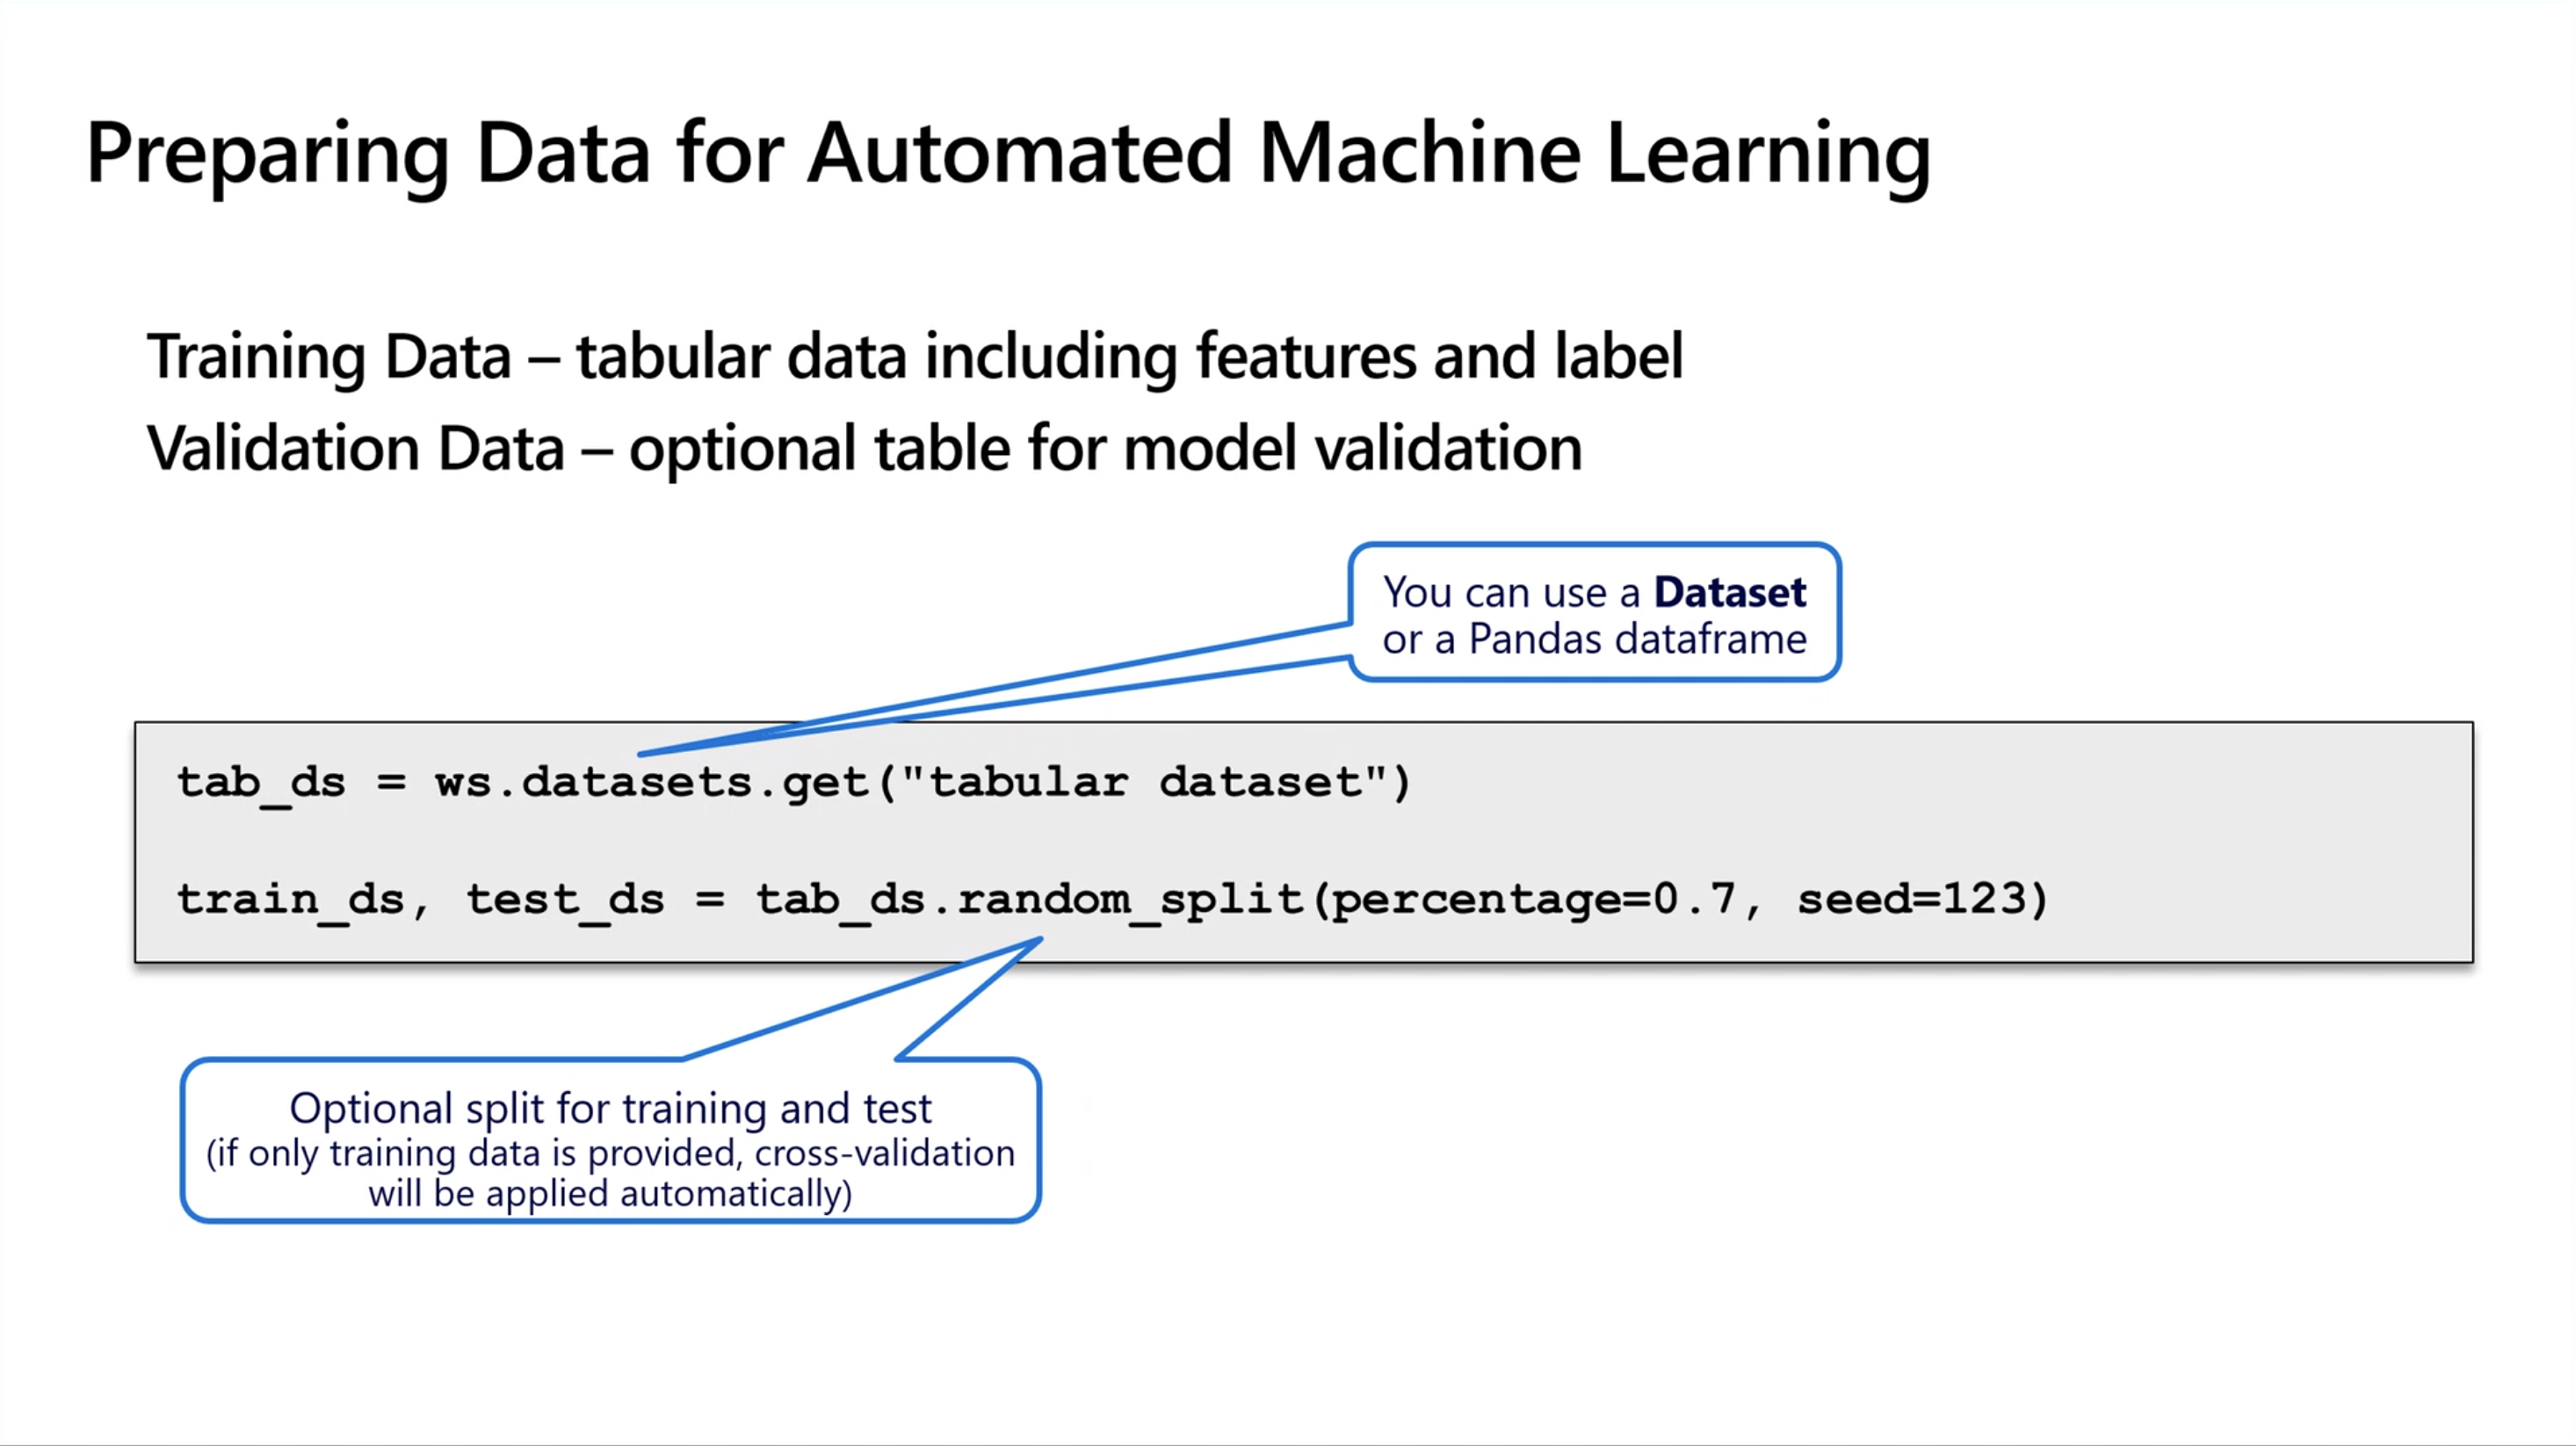 Preparing Data for Automated Machine Learning
Training Data – tabular data including features and label
Validation Data – optional table for model validation
You can use a Dataset
or a Pandas dataframe
tab_ds = ws.datasets.get("tabular dataset")
train_ds, test_ds = tab_ds.random_split(percentage=0.7, seed=123)
Optional split for training and test
(if only training data is provided, cross-validation
will be applied automatically)